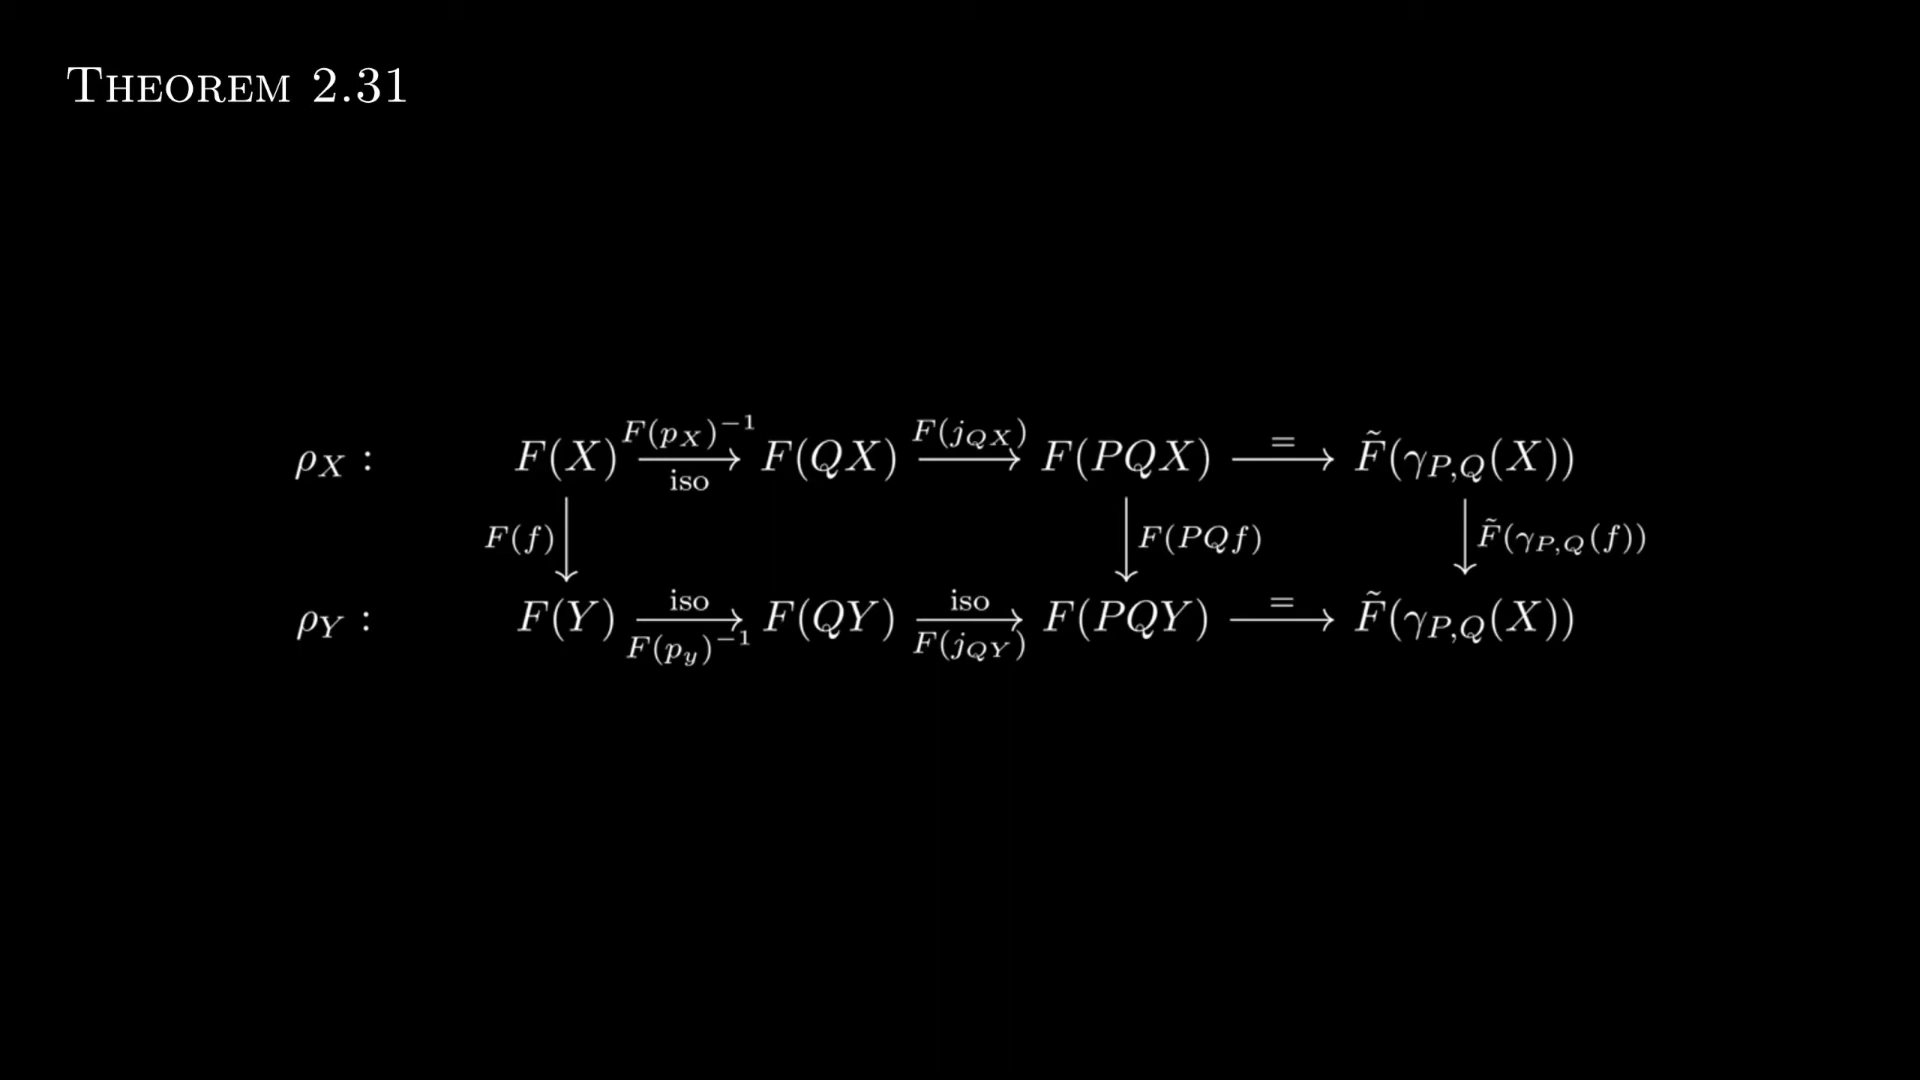 THEOREM 2.31
F(p_X)^{-1} F(j_{QX}) =
ρ_X : F(X) ⟶ F(QX) ⟶ F(PQX) ⟶ F̃(γ_{P,Q}(X))
iso
F(f) F(PQf) F̃(γ_{P,Q}(f))
iso iso =
ρ_Y : F(Y) ⟶ F(QY) ⟶ F(PQY) ⟶ F̃(γ_{P,Q}(X))
F(p_y)^{-1} F(j_{QY})